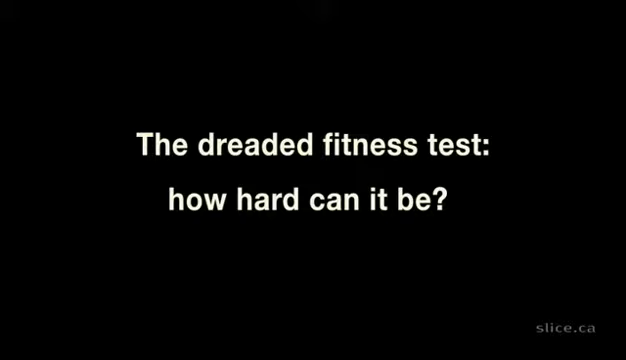 The dreaded fitness test:
how hard can it be?
slice.ca